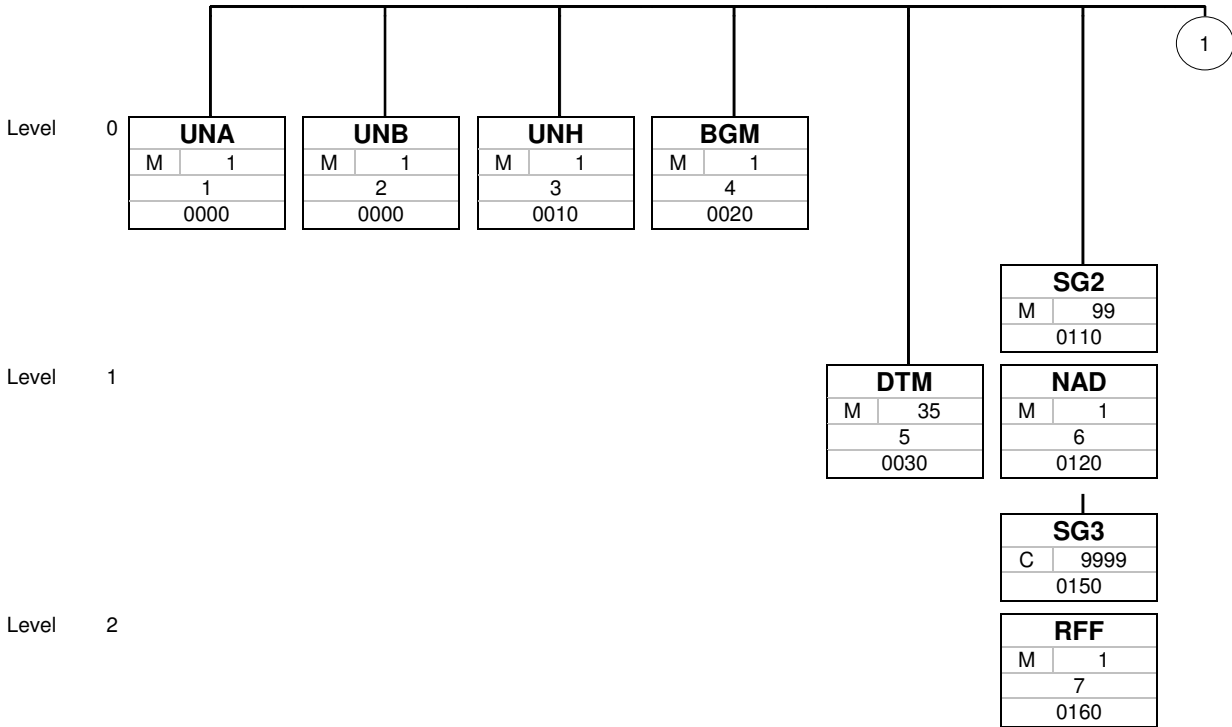 1
Level 0
UNA UNB UNH BGM
M 1 M 1 M 1 M 1
1 2 3 4
0000 0000 0010 0020
SG2
M 99
0110
Level 1
DTM NAD
M 35 M 1
5 6
0030 0120
SG3
C 9999
0150
Level 2
RFF
M 1
7
0160